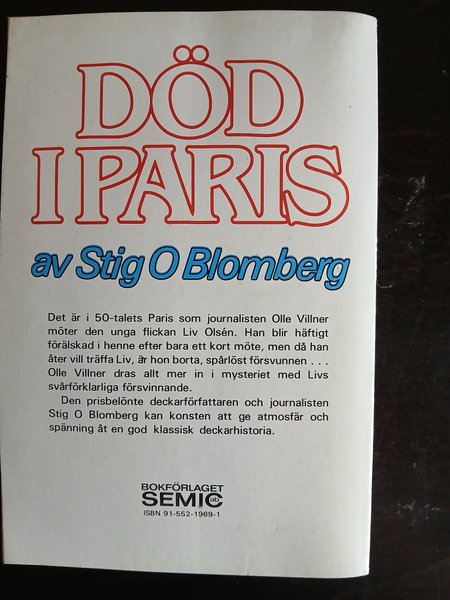 DÖD
I PARIS
av Stig O Blomberg
Det är i 50-talets Paris som journalisten Olle Villner
möter den unga flickan Liv Olsén. Han blir häftigt
förälskad i henne efter bara ett kort möte, men då han
åter vill träffa Liv, är hon borta, spårlöst försvunnen . . .
Olle Villner dras allt mer in i mysteriet med Livs
svårförklarliga försvinnande.
Den prisbelönte deckarförfattaren och journalisten
Stig O Blomberg kan konsten att ge atmosfär och
spänning åt en god klassisk deckarhistoria.
BOKFÖRLAGET
SEMIC ab
ISBN 91-552-1969-1